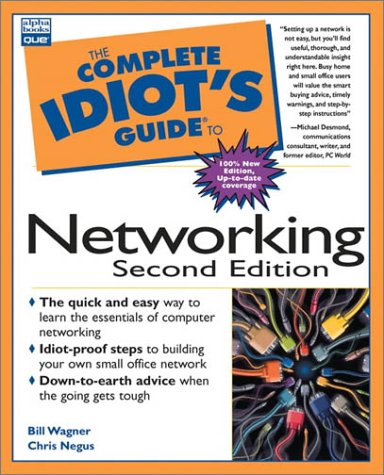 alpha
books
QUE®
THE
COMPLETE
IDIOT'S
GUIDE® TO
"Setting up a network is
not easy, but you'll find
useful, thorough, and
understandable insight
right here. Busy home
and small office users
will value the smart
buying advice, timely
warnings, and step-by
step instructions"
—Michael Desmond,
communications
consultant, writer, and
former editor, PC World
100% New
Edition,
Up-to-date
coverage
Networking
Second Edition
The quick and easy way to
learn the essentials of computer
networking
Idiot-proof steps to building
your own small office network
Down-to-earth advice when
the going gets tough
Bill Wagner
Chris Negus